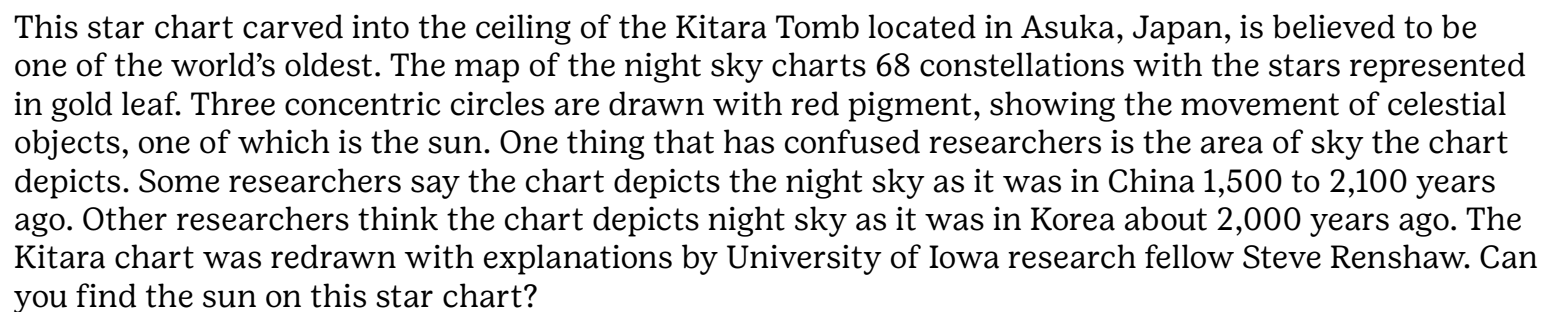 This star chart carved into the ceiling of the Kitara Tomb located in Asuka, Japan, is believed to be
one of the world’s oldest. The map of the night sky charts 68 constellations with the stars represented
in gold leaf. Three concentric circles are drawn with red pigment, showing the movement of celestial
objects, one of which is the sun. One thing that has confused researchers is the area of sky the chart
depicts. Some researchers say the chart depicts the night sky as it was in China 1,500 to 2,100 years
ago. Other researchers think the chart depicts night sky as it was in Korea about 2,000 years ago. The
Kitara chart was redrawn with explanations by University of Iowa research fellow Steve Renshaw. Can
you find the sun on this star chart?